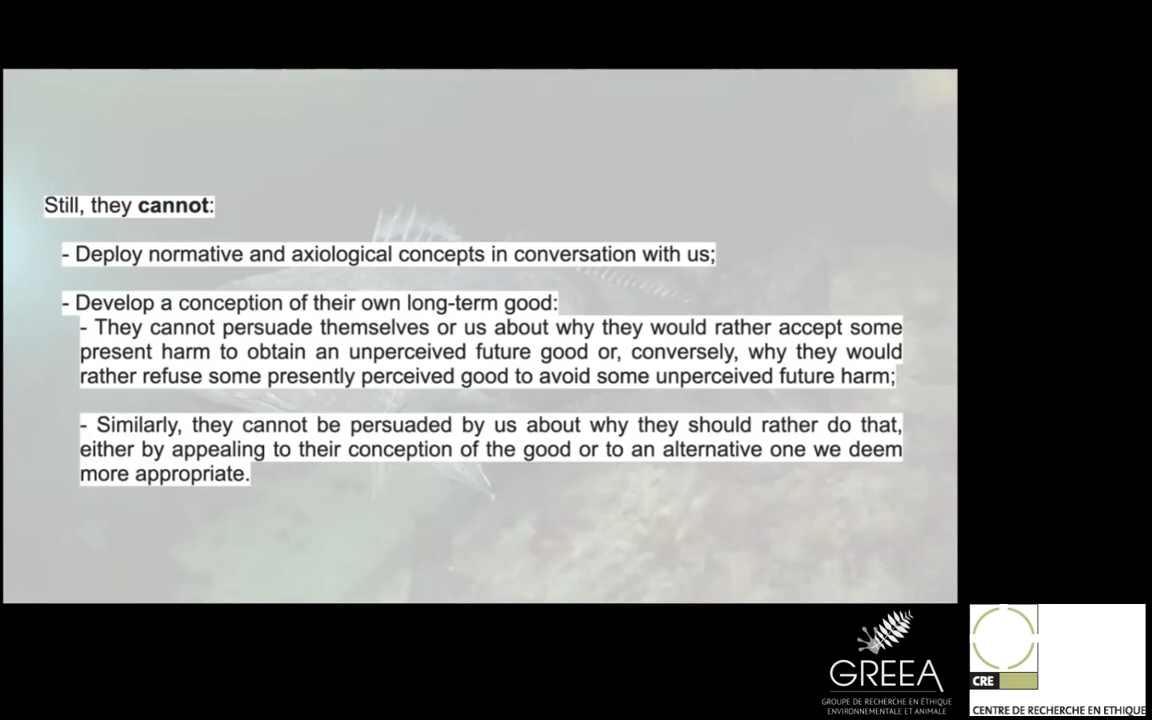 Still, they cannot:
- Deploy normative and axiological concepts in conversation with us;
- Develop a conception of their own long-term good:
- They cannot persuade themselves or us about why they would rather accept some
present harm to obtain an unperceived future good or, conversely, why they would
rather refuse some presently perceived good to avoid some unperceived future harm;
- Similarly, they cannot be persuaded by us about why they should rather do that,
either by appealing to their conception of the good or to an alternative one we deem
more appropriate.
GREEA
GROUPE DE RECHERCHE EN ÉTHIQUE
ENVIRONNEMENTALE ET ANIMALE
CRE
CENTRE DE RECHERCHE EN ETHIQUE